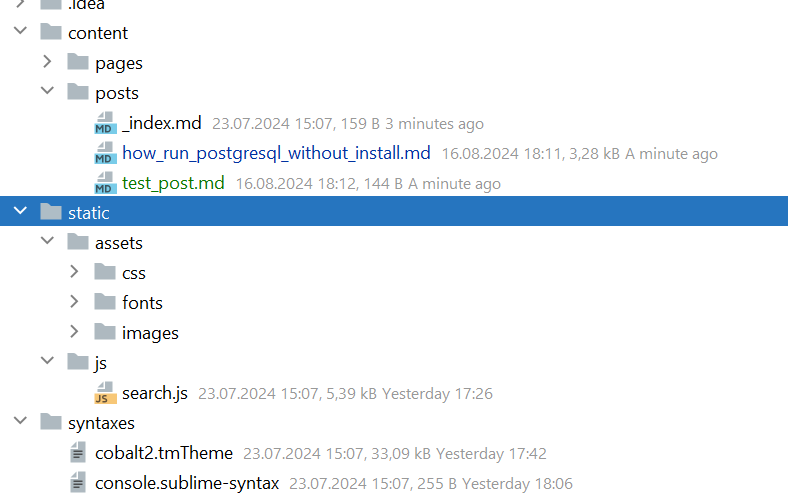 .idea
content
pages
posts
_index.md 23.07.2024 15:07, 159 B 3 minutes ago
how_run_postgresql_without_install.md 16.08.2024 18:11, 3,28 kB A minute ago
test_post.md 16.08.2024 18:12, 144 B A minute ago
static
assets
css
fonts
images
js
search.js 23.07.2024 15:07, 5,39 kB Yesterday 17:26
syntaxes
cobalt2.tmTheme 23.07.2024 15:07, 33,09 kB Yesterday 17:42
console.sublime-syntax 23.07.2024 15:07, 255 B Yesterday 18:06